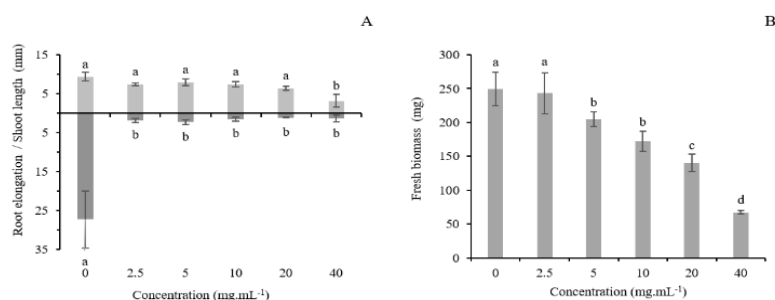 A
Root elongation / Shoot length (mm)
15
5
5
15
25
35
a
a
a
a
a
b
b
b
b
b
b
a
0
2.5
5
10
20
40
Concentration (mg.mL⁻¹)
B
Fresh biomass (mg)
300
250
200
150
100
50
0
a
a
b
b
c
d
0
2.5
5
10
20
40
Concentration (mg.mL⁻¹)